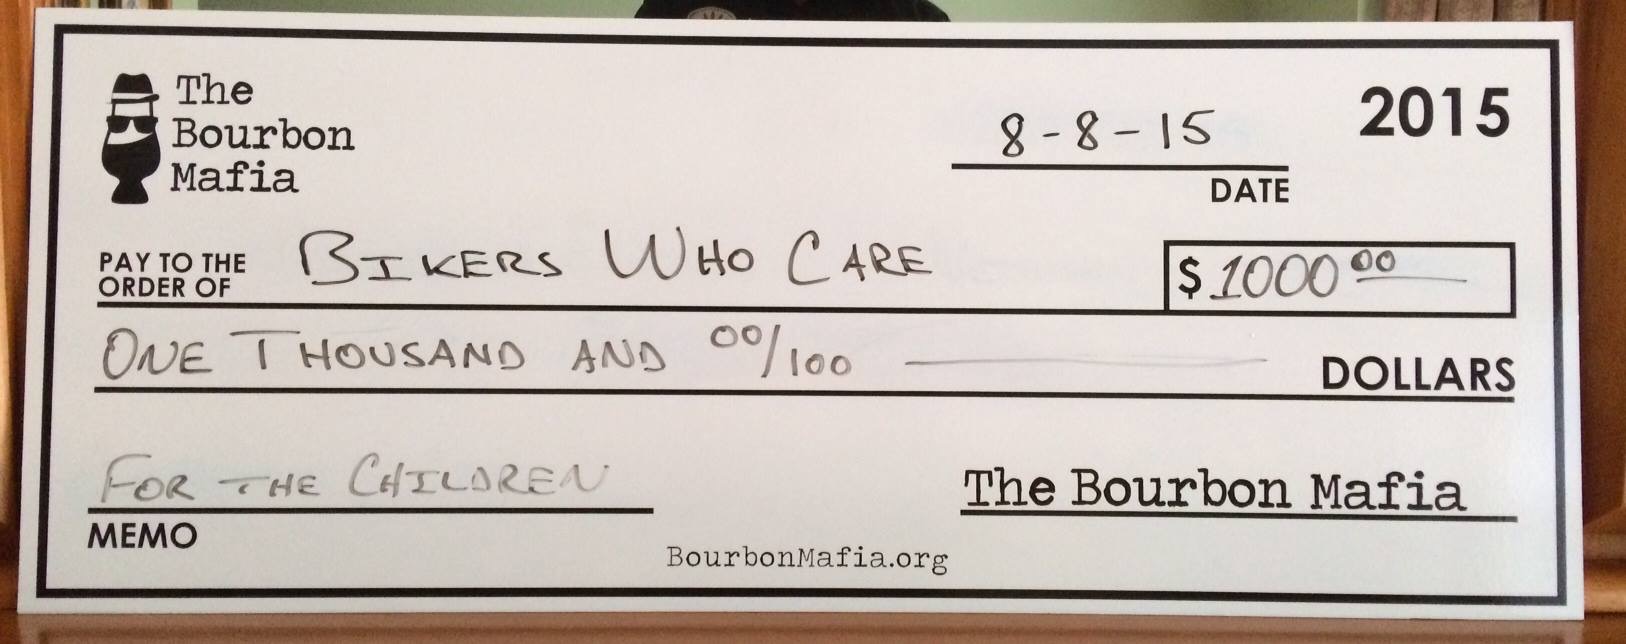 The
Bourbon
Mafia
8-8-15
DATE
2015
PAY TO THE
ORDER OF
BIKERS WHO CARE
$ 1000 00
ONE THOUSAND AND 00/100
DOLLARS
FOR THE CHILDREN
MEMO
The Bourbon Mafia
BourbonMafia.org